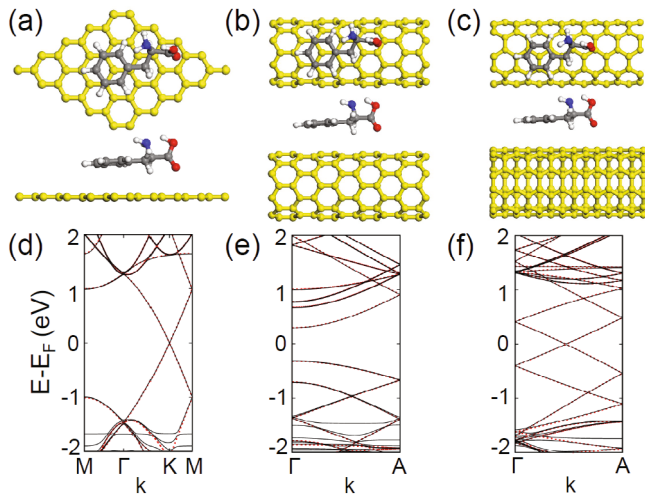 (a) (b) (c)
(d) (e) (f)
E-E_F (eV)
2 2 2
1 1 1
0 0 0
-1 -1 -1
-2 -2 -2
M Γ K M Γ A Γ A
k k k